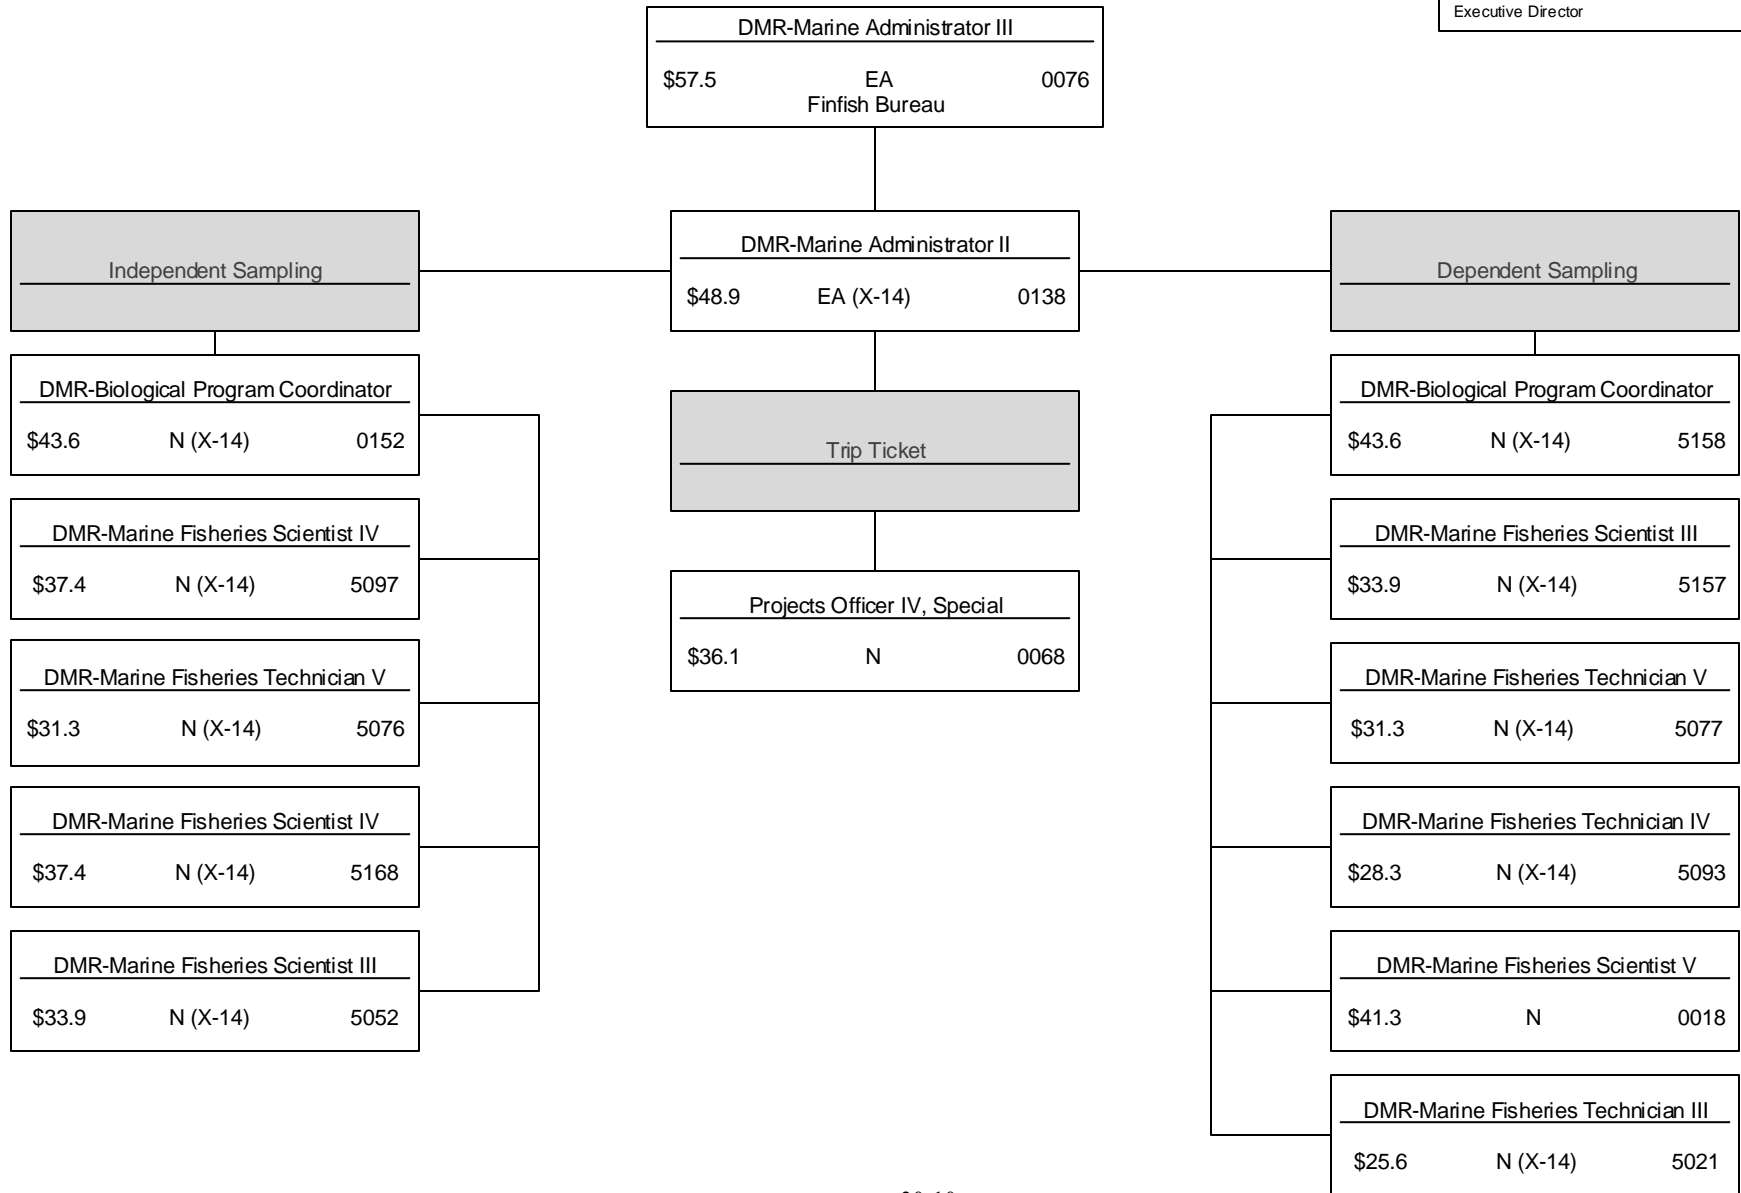 Executive Director
DMR-Marine Administrator III
$57.5 EA 0076
Finfish Bureau
Independent Sampling
DMR-Marine Administrator II
$48.9 EA (X-14) 0138
Dependent Sampling
DMR-Biological Program Coordinator
$43.6 N (X-14) 0152
DMR-Marine Fisheries Scientist IV
$37.4 N (X-14) 5097
DMR-Marine Fisheries Technician V
$31.3 N (X-14) 5076
DMR-Marine Fisheries Scientist IV
$37.4 N (X-14) 5168
DMR-Marine Fisheries Scientist III
$33.9 N (X-14) 5052
Trip Ticket
Projects Officer IV, Special
$36.1 N 0068
DMR-Biological Program Coordinator
$43.6 N (X-14) 5158
DMR-Marine Fisheries Scientist III
$33.9 N (X-14) 5157
DMR-Marine Fisheries Technician V
$31.3 N (X-14) 5077
DMR-Marine Fisheries Technician IV
$28.3 N (X-14) 5093
DMR-Marine Fisheries Scientist V
$41.3 N 0018
DMR-Marine Fisheries Technician III
$25.6 N (X-14) 5021